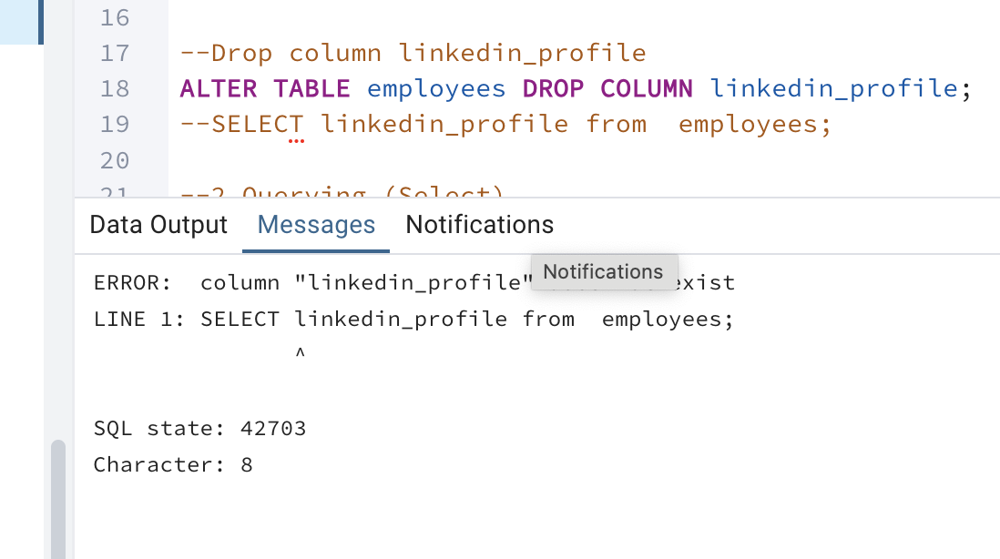 16
17 --Drop column linkedin_profile
18 ALTER TABLE employees DROP COLUMN linkedin_profile;
19 --SELECT linkedin_profile from  employees;
20
21 --2 Querying (Select)
Data Output Messages Notifications
Notifications
ERROR:  column "linkedin_profile" exist
LINE 1: SELECT linkedin_profile from  employees;
^
SQL state: 42703
Character: 8